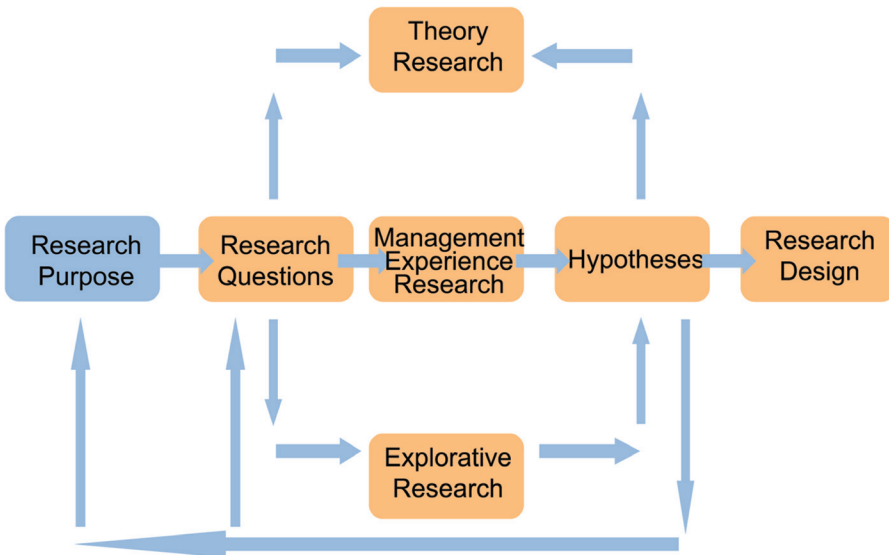 Theory
Research
Research
Purpose
Research
Questions
Management
Experience
Research
Hypotheses
Research
Design
Explorative
Research